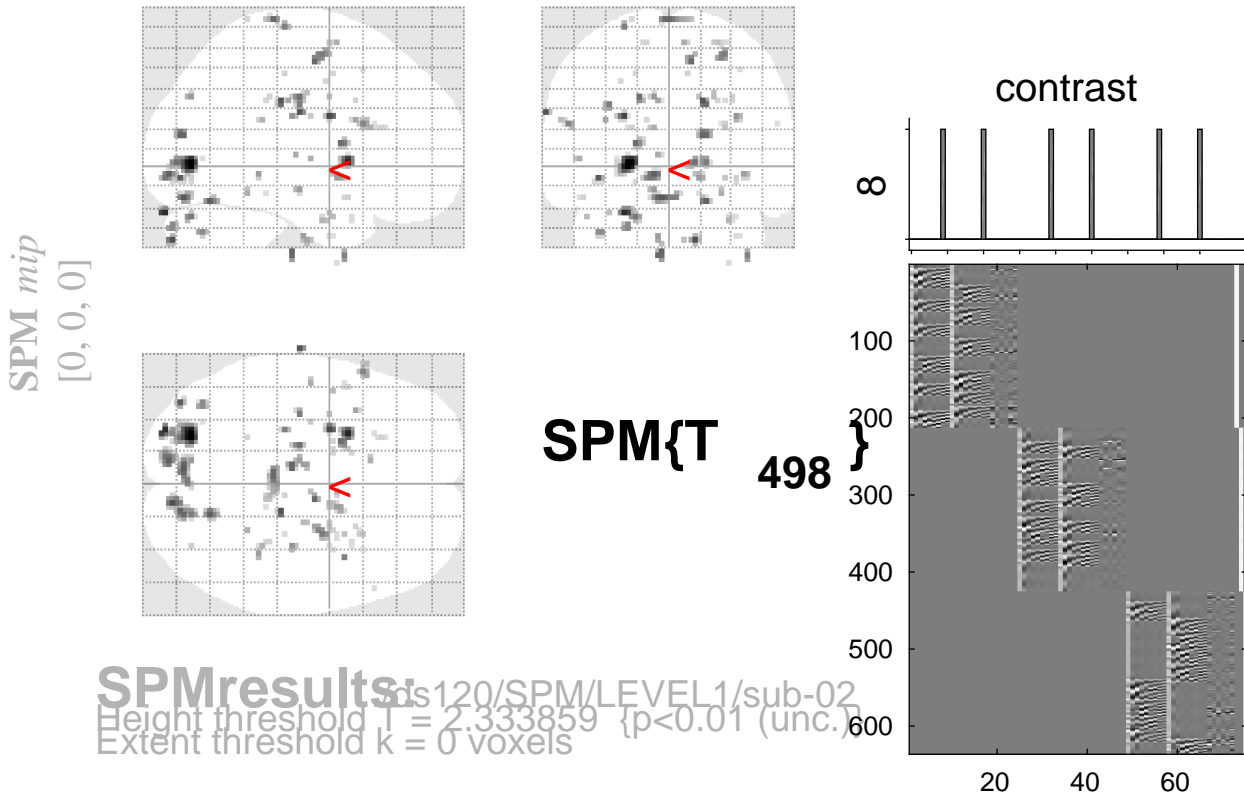 contrast
8
SPM mip
[0, 0, 0]
<
<
<
SPM{T 498 }
100
200
300
400
500
600
20 40 60
SPMresults: /ds120/SPM/LEVEL1/sub-02
Height threshold T = 2.333859 {p<0.01 (unc.)}
Extent threshold k = 0 voxels